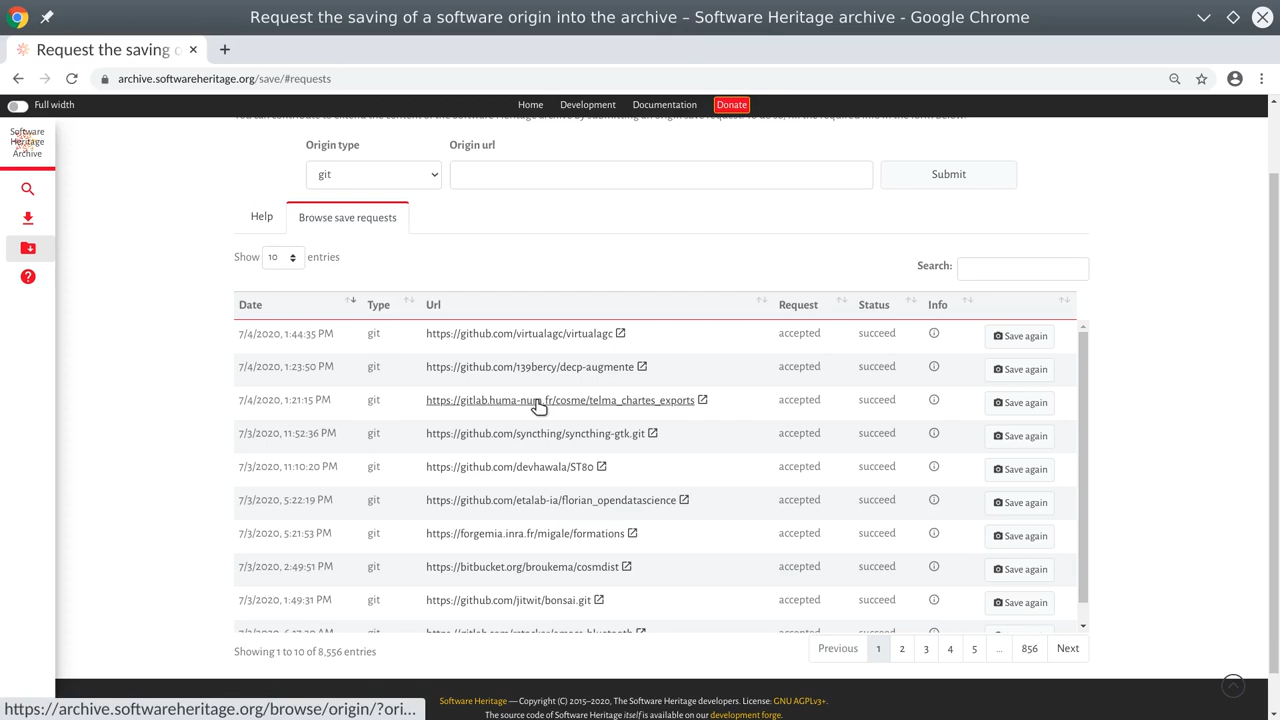 Request the saving of a software origin into the archive – Software Heritage archive - Google Chrome
Request the saving
archive.softwareheritage.org/save/#requests
Full width
Home Development Documentation Donate
Software Heritage Archive
Origin type Origin url
git Submit
Help Browse save requests
Show 10 entries Search:
Date Type Url Request Status Info
7/4/2020, 1:44:35 PM git https://github.com/virtualagc/virtualagc accepted succeed Save again
7/4/2020, 1:23:50 PM git https://github.com/139bercy/decp-augmente accepted succeed Save again
7/4/2020, 1:21:15 PM git https://gitlab.huma-num.fr/cosme/telma_chartes_exports accepted succeed Save again
7/3/2020, 11:52:36 PM git https://github.com/syncthing/syncthing-gtk.git accepted succeed Save again
7/3/2020, 11:10:20 PM git https://github.com/devhawala/ST80 accepted succeed Save again
7/3/2020, 5:22:19 PM git https://github.com/etalab-ia/florian_opendatascience accepted succeed Save again
7/3/2020, 5:21:53 PM git https://forgemia.inra.fr/migale/formations accepted succeed Save again
7/3/2020, 2:49:51 PM git https://bitbucket.org/broukema/cosmdist accepted succeed Save again
7/3/2020, 1:49:31 PM git https://github.com/jitwit/bonsai.git accepted succeed Save again
Showing 1 to 10 of 8,556 entries Previous 1 2 3 4 5 ... 856 Next
Software Heritage — Copyright (C) 2015–2020, The Software Heritage developers. License: GNU AGPLv3+.
https://archive.softwareheritage.org/browse/origin/?ori...
The source code of Software Heritage itself is available on our development forge.